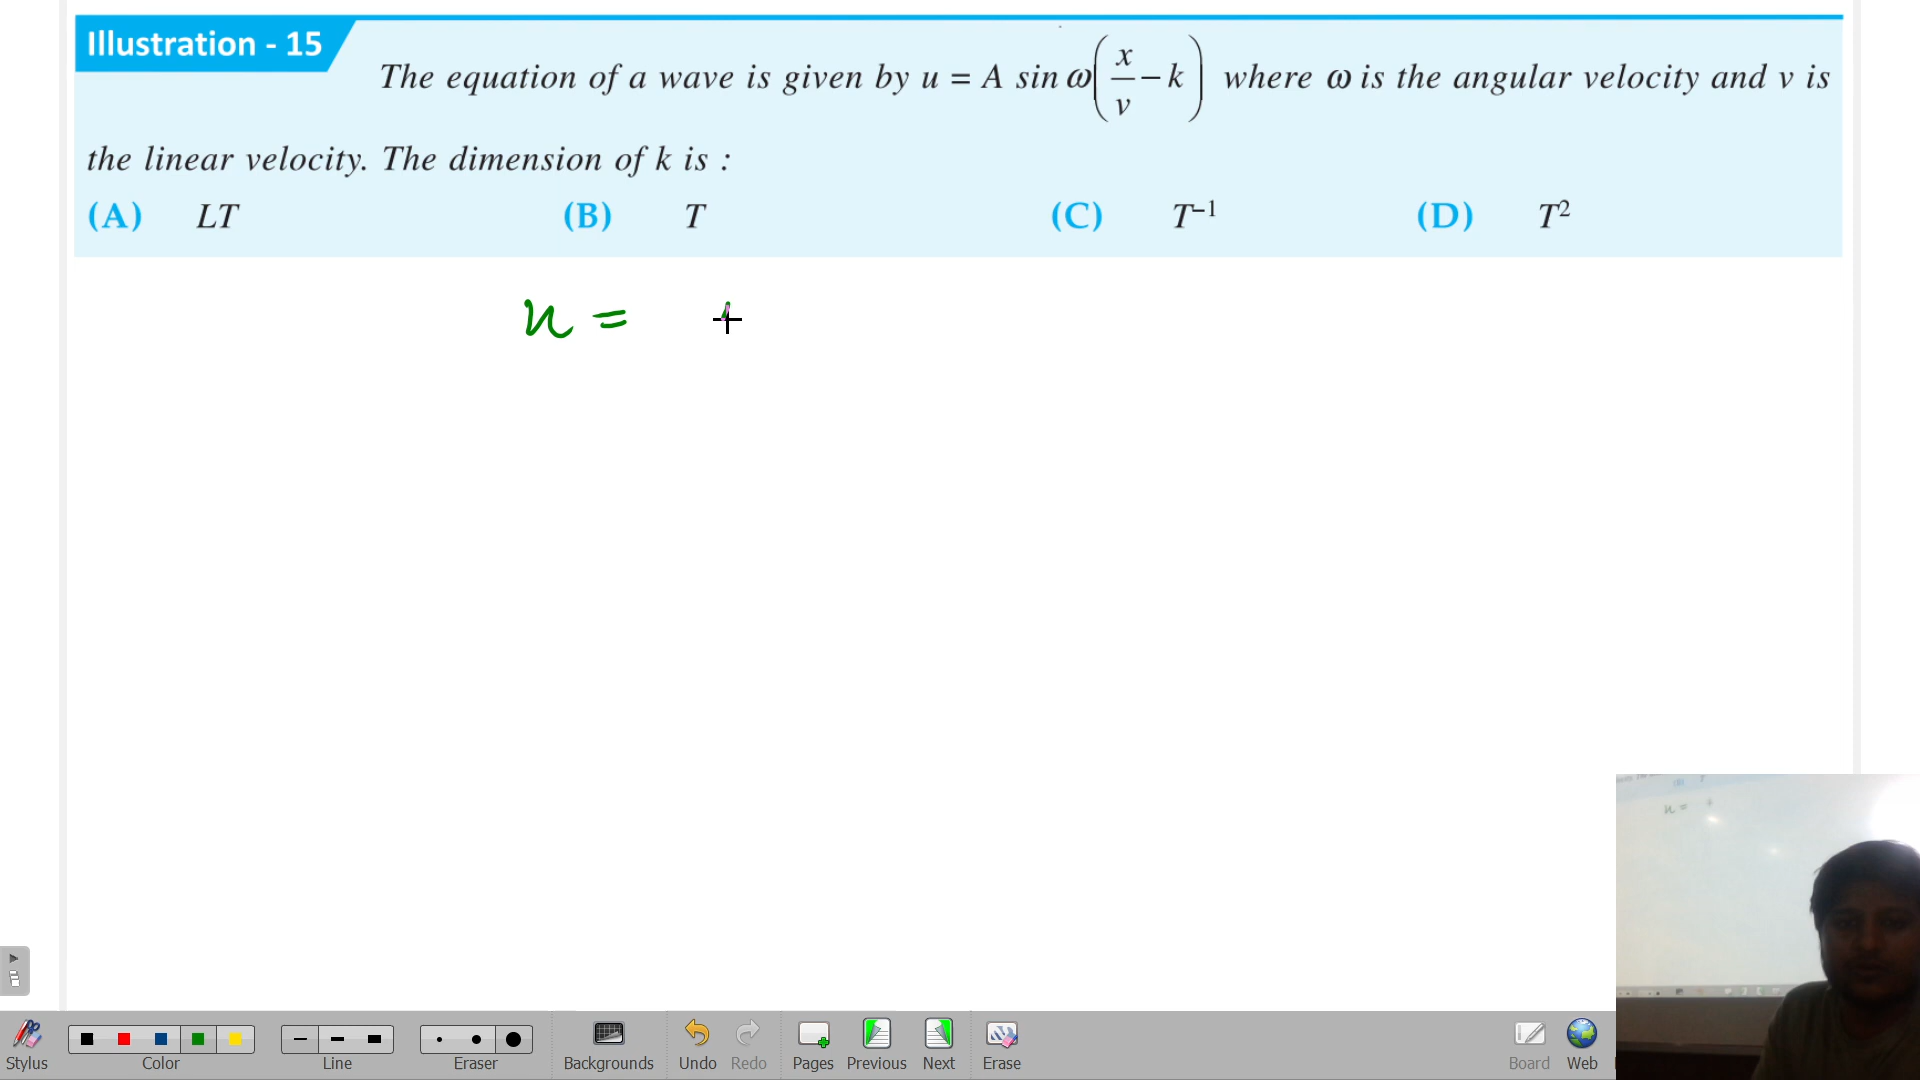 Illustration - 15
The equation of a wave is given by u = A sin ω(x/v − k) where ω is the angular velocity and v is
the linear velocity. The dimension of k is :
(A) LT (B) T (C) T⁻¹ (D) T²
u =
Stylus Color Line Eraser Backgrounds Undo Redo Pages Previous Next Erase Board Web